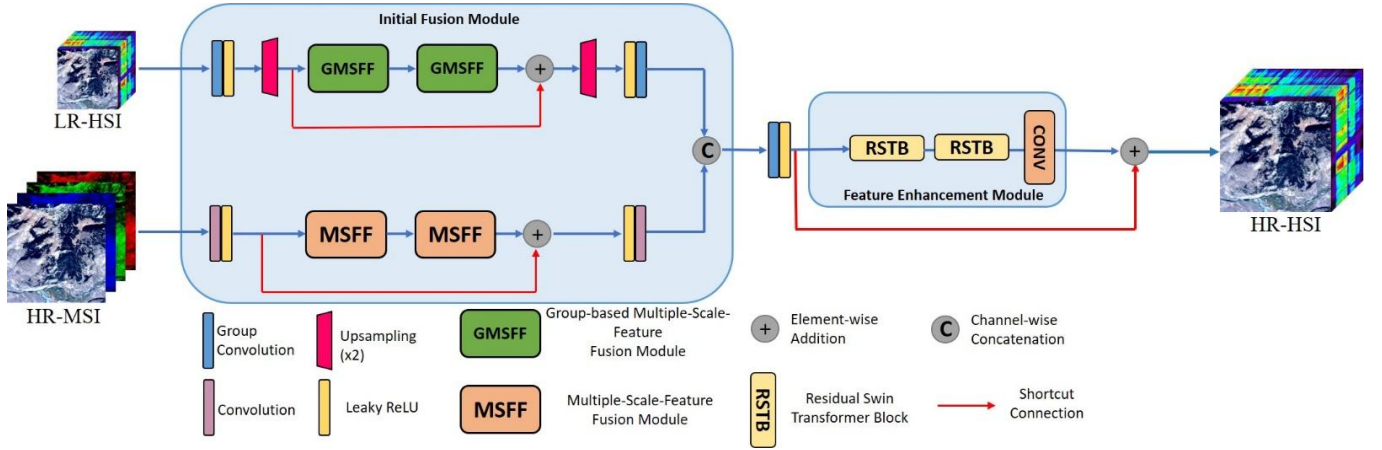 Initial Fusion Module
LR-HSI
GMSFF
GMSFF
+
C
HR-MSI
MSFF
MSFF
+
RSTB
RSTB
CONV
Feature Enhancement Module
+
HR-HSI
Group
Convolution
Upsampling
(x2)
GMSFF
Group-based Multiple-Scale-
Feature
Fusion Module
+
Element-wise
Addition
C
Channel-wise
Concatenation
Convolution
Leaky ReLU
MSFF
Multiple-Scale-Feature
Fusion Module
RSTB
Residual Swin
Transformer Block
Shortcut
Connection